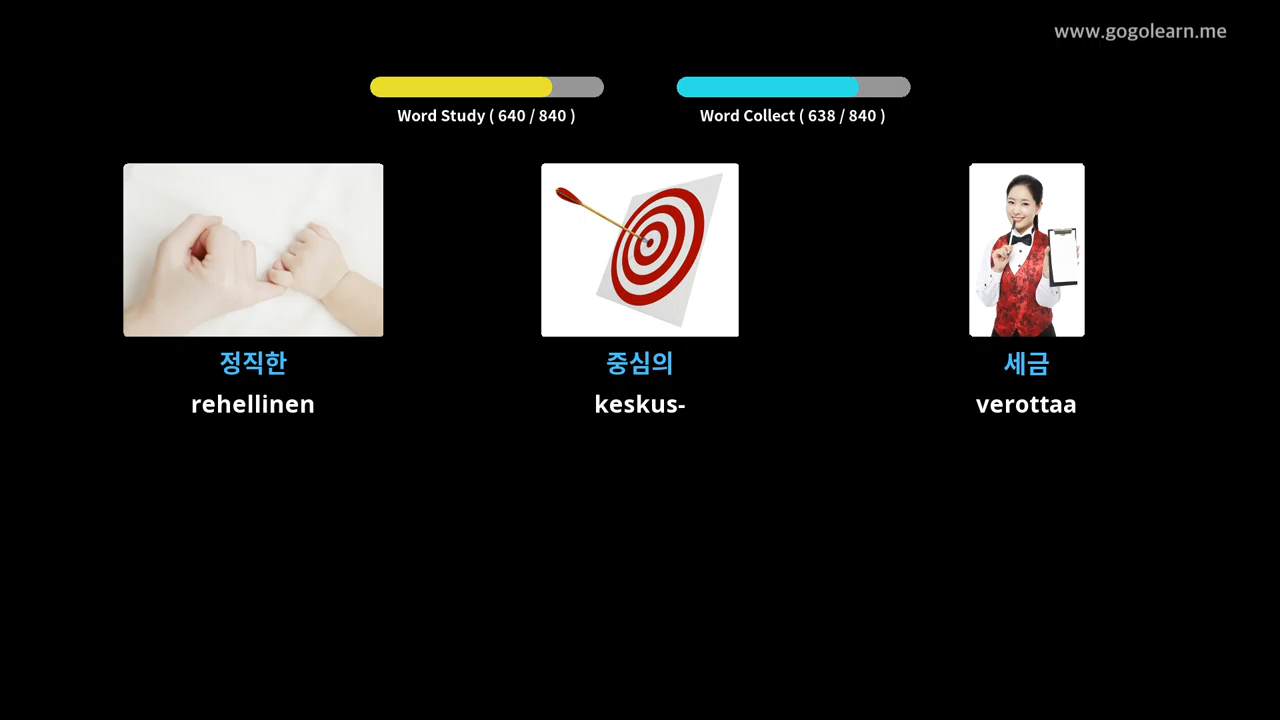 www.gogolearn.me
Word Study ( 640 / 840 )
Word Collect ( 638 / 840 )
정직한
중심의
세금
rehellinen
keskus-
verottaa